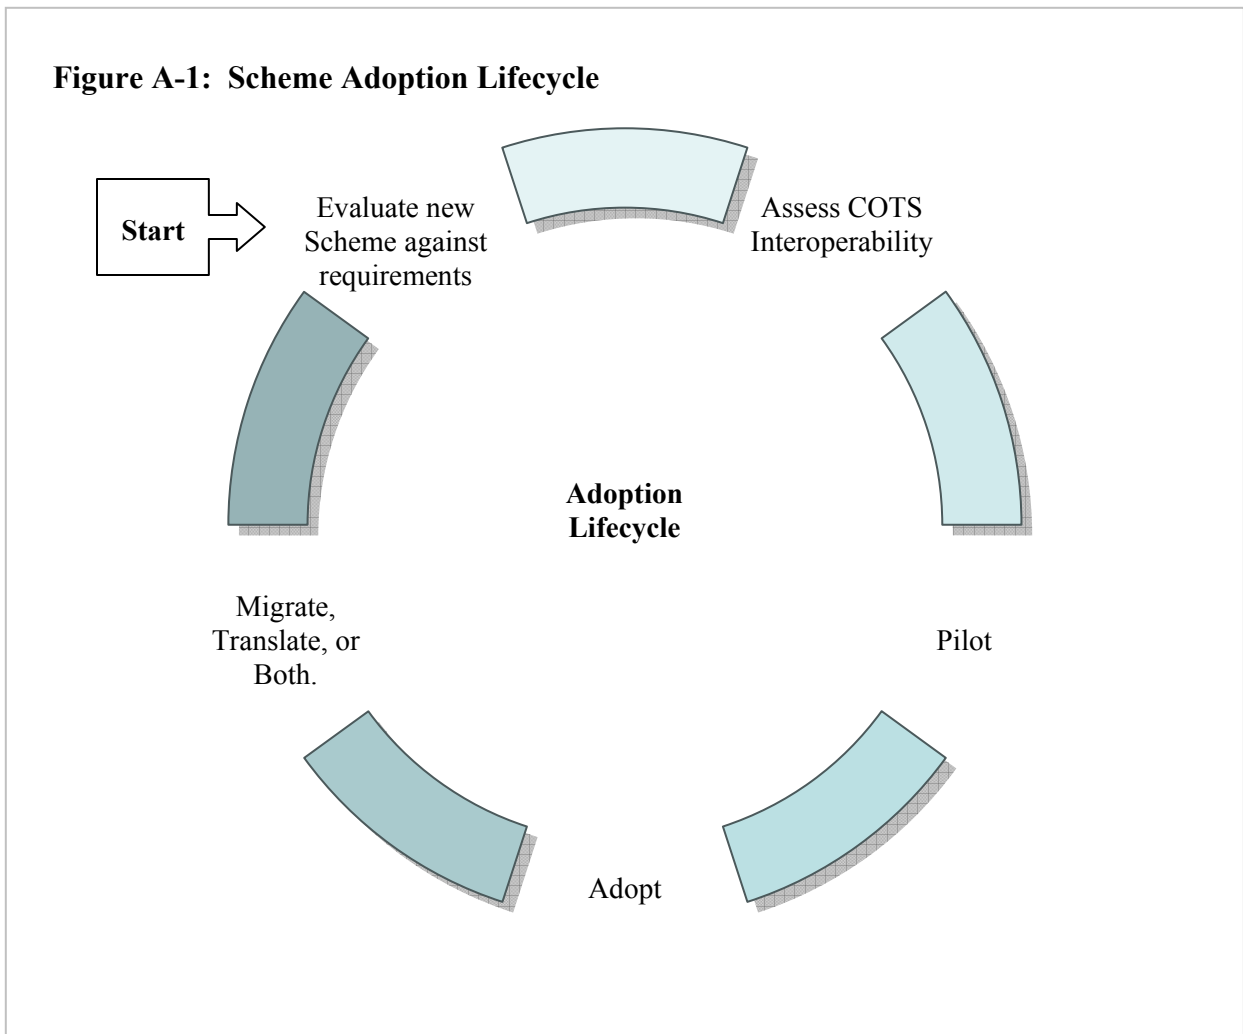 Figure A-1: Scheme Adoption Lifecycle
Start
Evaluate new
Scheme against
requirements
Assess COTS
Interoperability
Adoption
Lifecycle
Pilot
Adopt
Migrate,
Translate, or
Both.